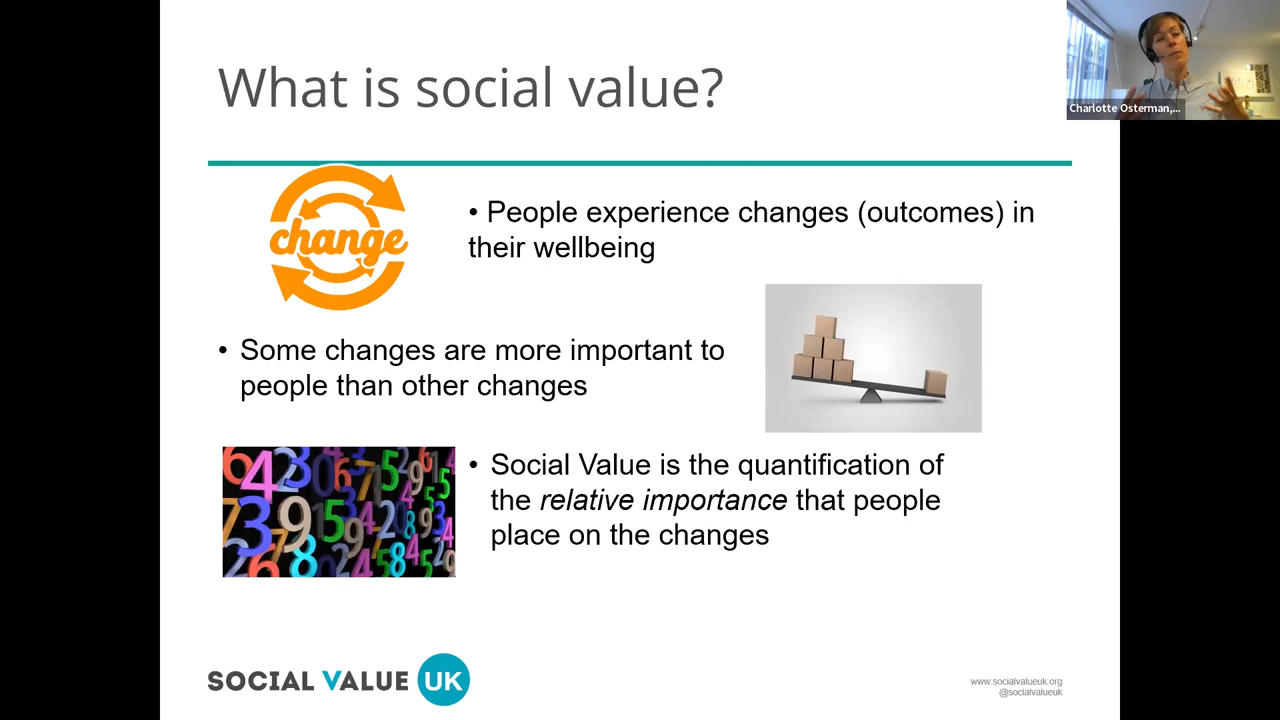 What is social value?
Charlotte Osterman,...
change
• People experience changes (outcomes) in
their wellbeing
• Some changes are more important to
people than other changes
• Social Value is the quantification of
the relative importance that people
place on the changes
SOCIAL VALUE UK
www.socialvalueuk.org
@socialvalueuk